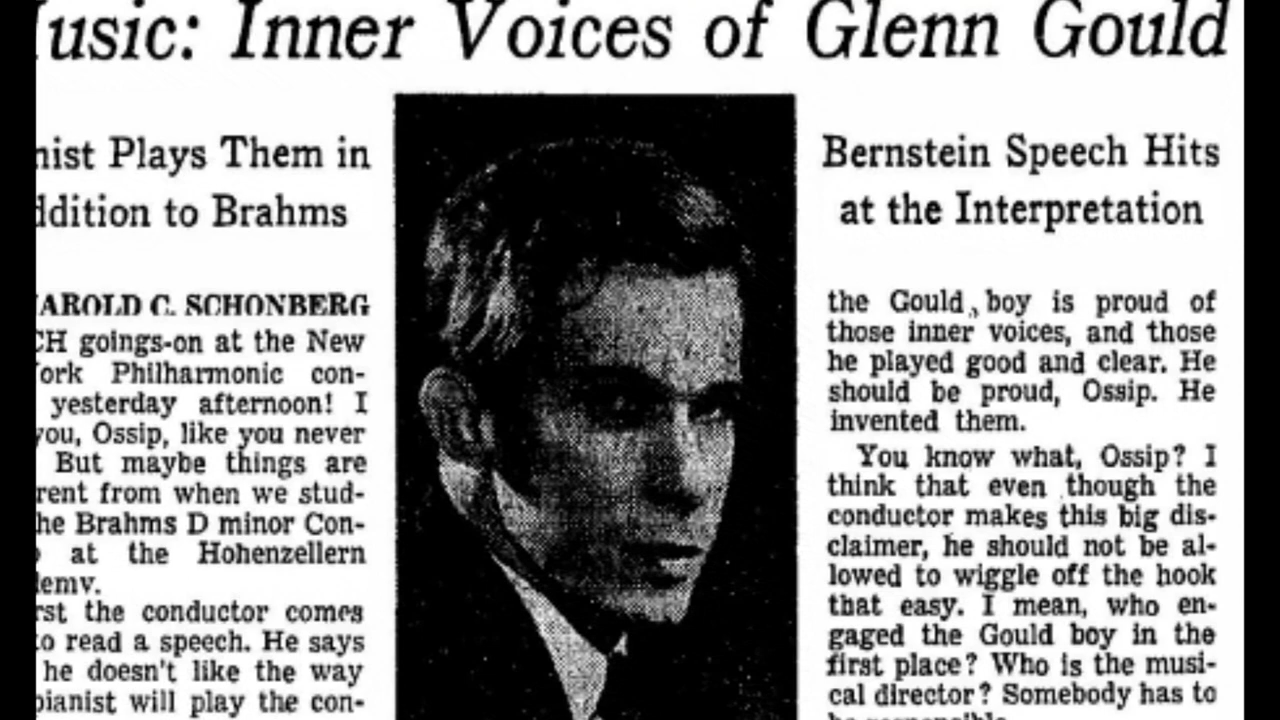 usic: Inner Voices of Glenn Gould
nist Plays Them in
ddition to Brahms
AROLD C. SCHONBERG
CH goings-on at the New
ork Philharmonic con-
yesterday afternoon! I
you, Ossip, like you never
But maybe things are
rent from when we stud-
he Brahms D minor Con-
at the Hohenzellern
demy.
rst the conductor comes
to read a speech. He says
he doesn't like the way
pianist will play the con-
Bernstein Speech Hits
at the Interpretation
the Gould boy is proud of
those inner voices, and those
he played good and clear. He
should be proud, Ossip. He
invented them.
You know what, Ossip? I
think that even though the
conductor makes this big dis-
claimer, he should not be al-
lowed to wiggle off the hook
that easy. I mean, who en-
gaged the Gould boy in the
first place? Who is the musi-
cal director? Somebody has to